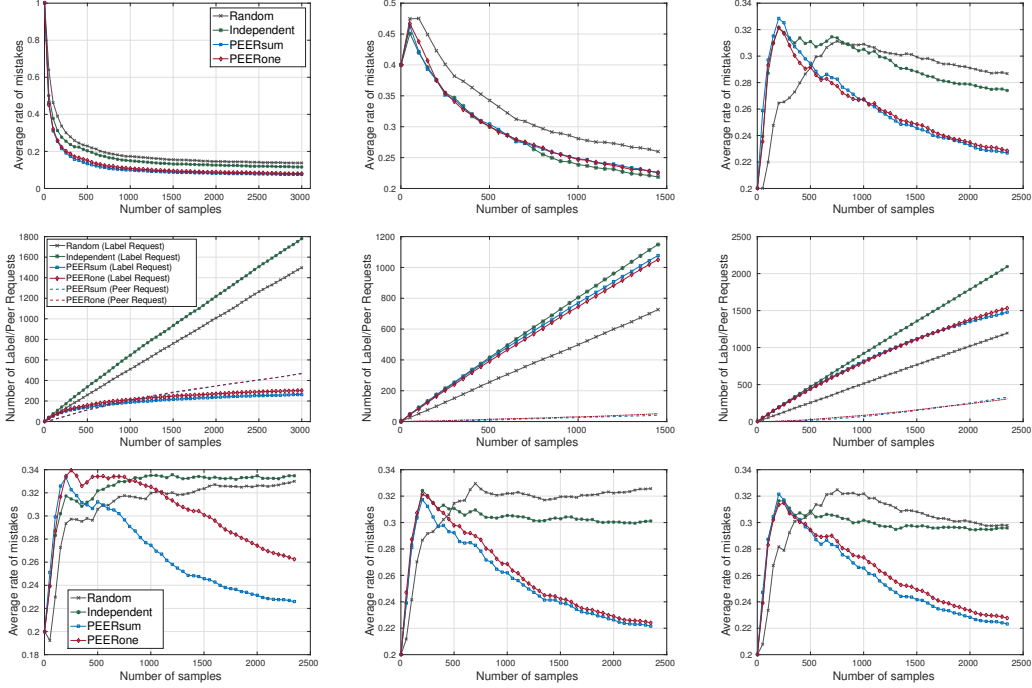 Average rate of mistakes
1
0.8
0.6
0.4
0.2
0
0 500 1000 1500 2000 2500 3000
Number of samples
Random
Independent
PEERsum
PEERone
Average rate of mistakes
0.5
0.45
0.4
0.35
0.3
0.25
0.2
0 500 1000 1500
Number of samples
Average rate of mistakes
0.34
0.32
0.3
0.28
0.26
0.24
0.22
0.2
0 500 1000 1500 2000 2500
Number of samples
Number of Label/Peer Requests
1800
1600
1400
1200
1000
800
600
400
200
0
0 500 1000 1500 2000 2500 3000
Number of samples
Random (Label Request)
Independent (Label Request)
PEERsum (Label Request)
PEERone (Label Request)
PEERsum (Peer Request)
PEERone (Peer Request)
Number of Label/Peer Requests
1200
1000
800
600
400
200
0
0 500 1000 1500
Number of samples
Number of Label/Peer Requests
2500
2000
1500
1000
500
0
0 500 1000 1500 2000 2500
Number of samples
Average rate of mistakes
0.34
0.32
0.3
0.28
0.26
0.24
0.22
0.2
0.18
0 500 1000 1500 2000 2500
Number of samples
Random
Independent
PEERsum
PEERone
Average rate of mistakes
0.34
0.32
0.3
0.28
0.26
0.24
0.22
0.2
0 500 1000 1500 2000 2500
Number of samples
Average rate of mistakes
0.34
0.32
0.3
0.28
0.26
0.24
0.22
0.2
0 500 1000 1500 2000 2500
Number of samples